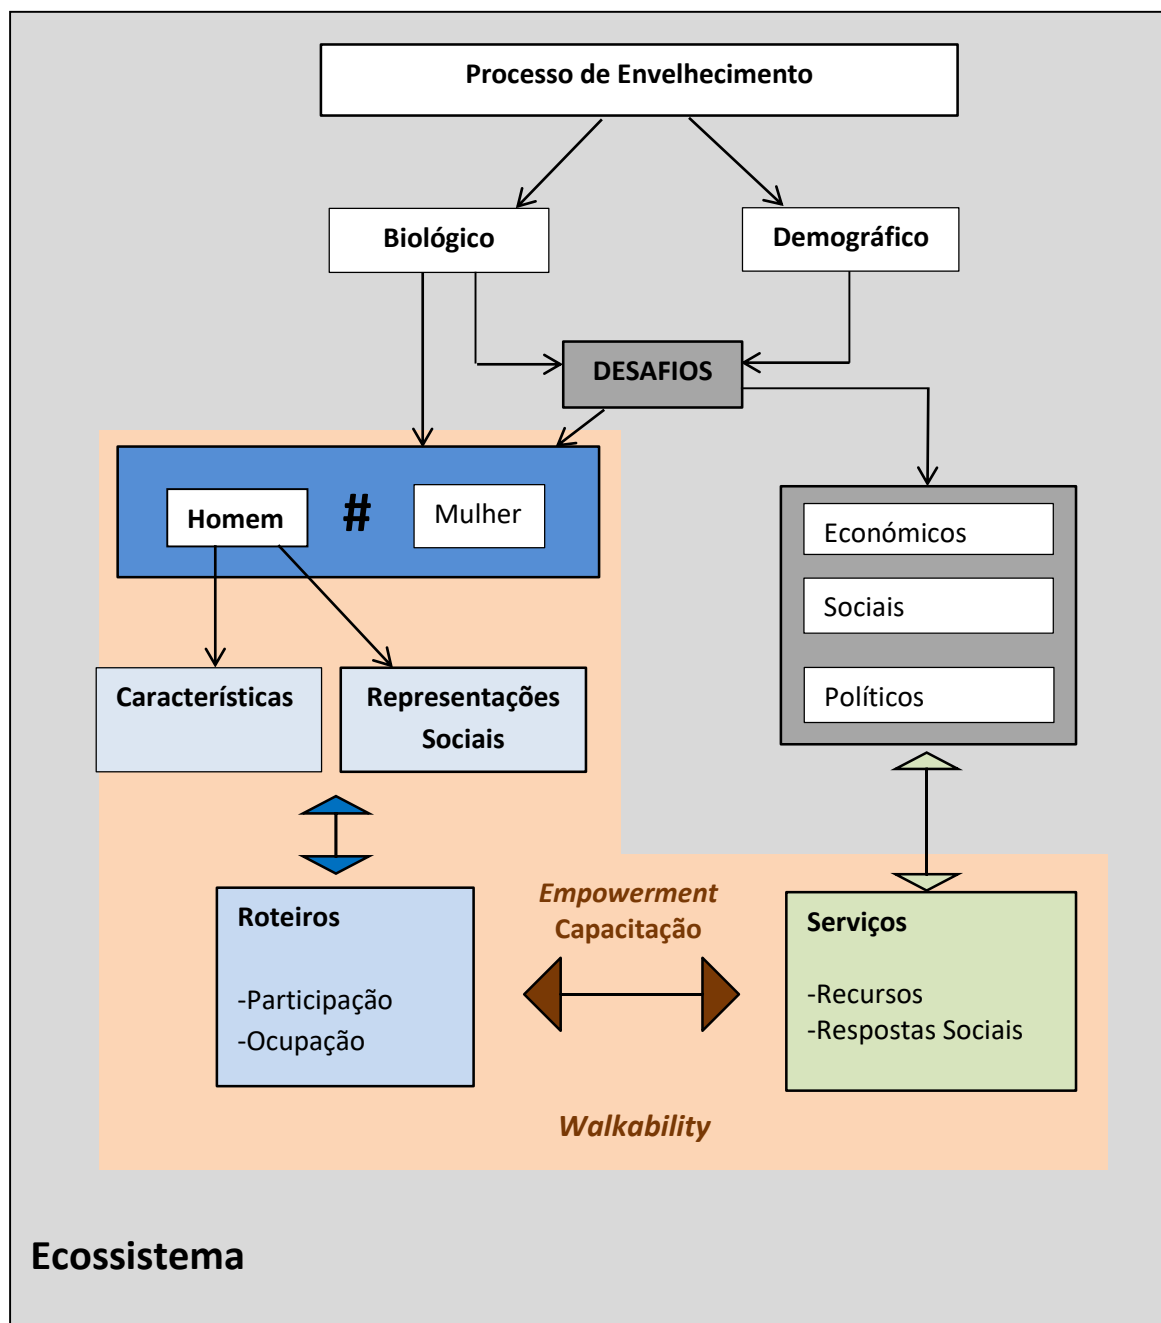 Processo de Envelhecimento
Biológico
Demográfico
DESAFIOS
Homem
#
Mulher
Económicos
Sociais
Políticos
Características
Representações
Sociais
Roteiros
-Participação
-Ocupação
Empowerment
Capacitação
Serviços
-Recursos
-Respostas Sociais
Walkability
Ecossistema